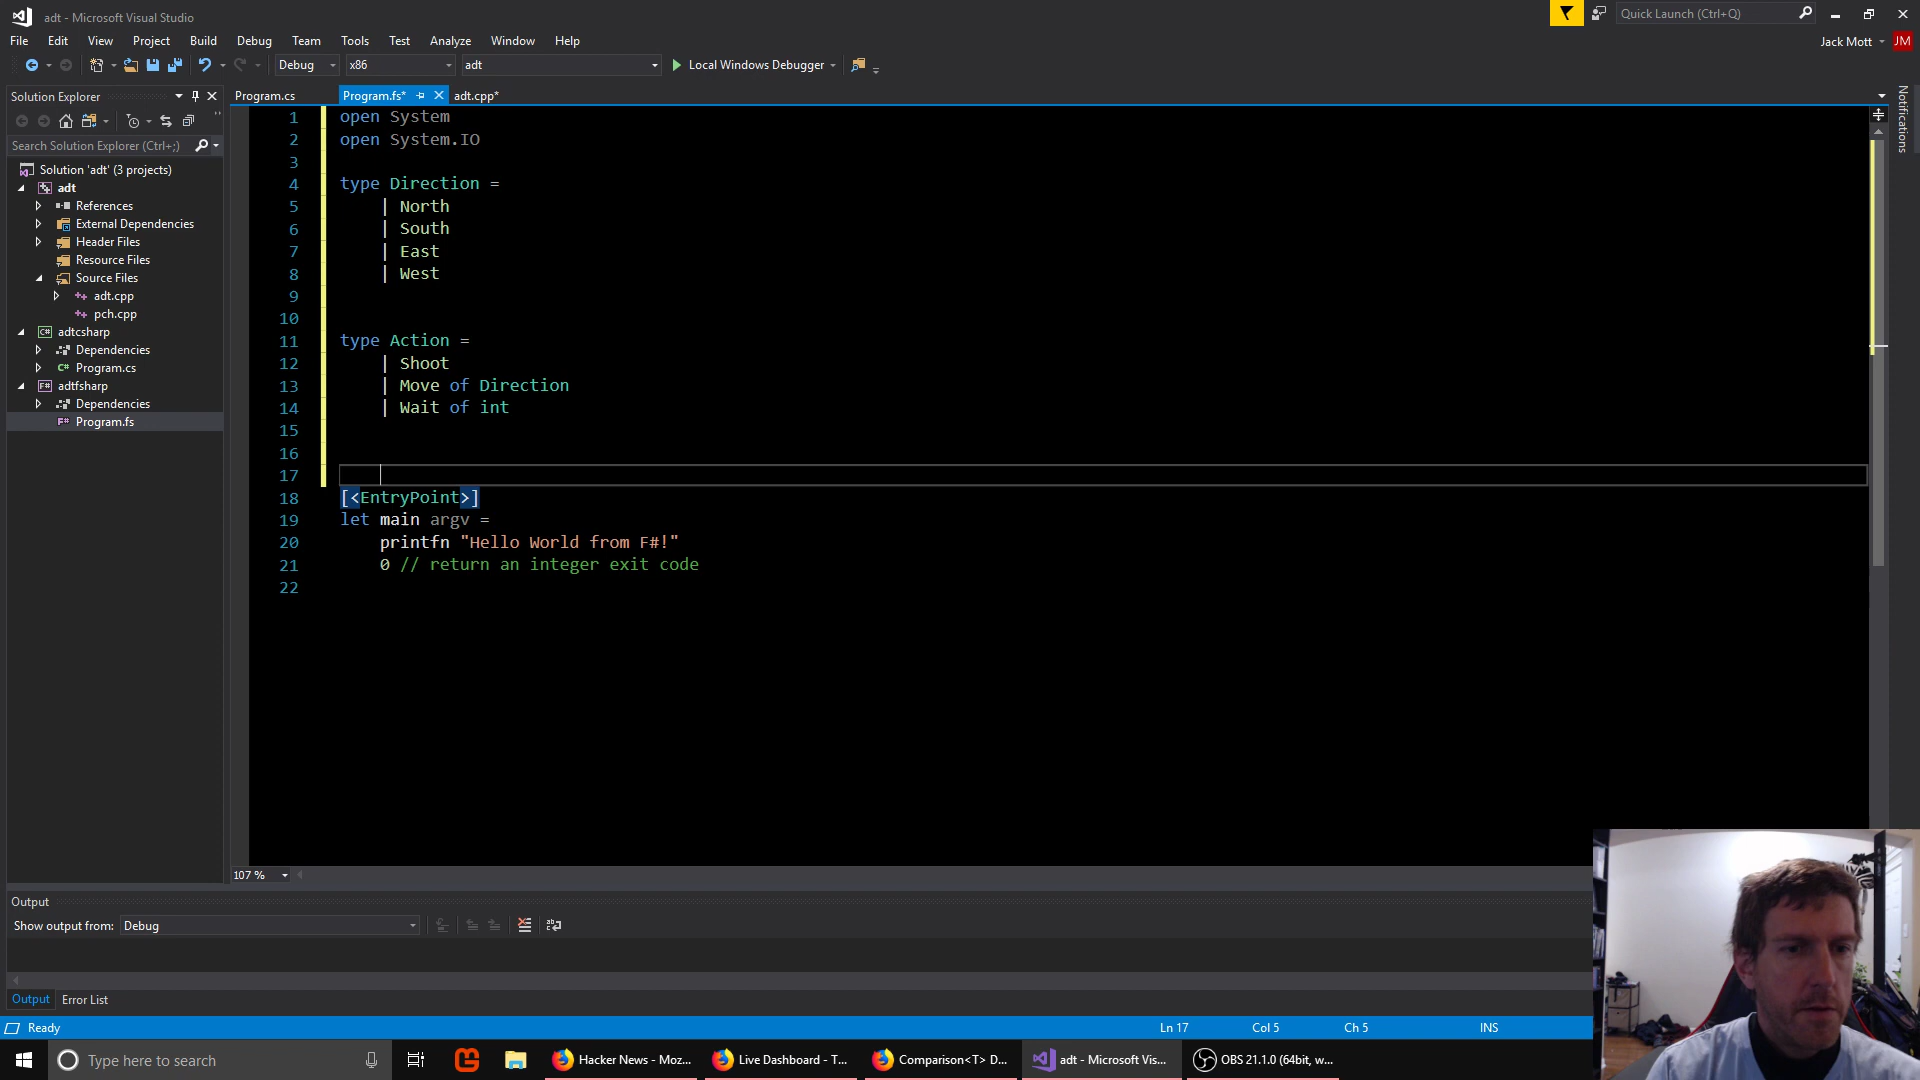 adt - Microsoft Visual Studio
Quick Launch (Ctrl+Q)
File Edit View Project Build Debug Team Tools Test Analyze Window Help
Jack Mott JM
Debug x86 adt Local Windows Debugger
Solution Explorer
Program.cs Program.fs* adt.cpp*
Search Solution Explorer (Ctrl+;)
Solution 'adt' (3 projects)
adt
References
External Dependencies
Header Files
Resource Files
Source Files
adt.cpp
pch.cpp
C# adtcsharp
Dependencies
C# Program.cs
F# adtfsharp
Dependencies
F# Program.fs
1 open System
2 open System.IO
3
4 type Direction =
5 | North
6 | South
7 | East
8 | West
9
10
11 type Action =
12 | Shoot
13 | Move of Direction
14 | Wait of int
15
16
17
18 [<EntryPoint>]
19 let main argv =
20 printfn "Hello World from F#!"
21 0 // return an integer exit code
22
Notifications
107 %
Output
Show output from: Debug
Output Error List
Ready Ln 17 Col 5 Ch 5 INS
Type here to search
Hacker News - Moz...
Live Dashboard - T...
Comparison<T> D...
adt - Microsoft Vis...
OBS 21.1.0 (64bit, w...